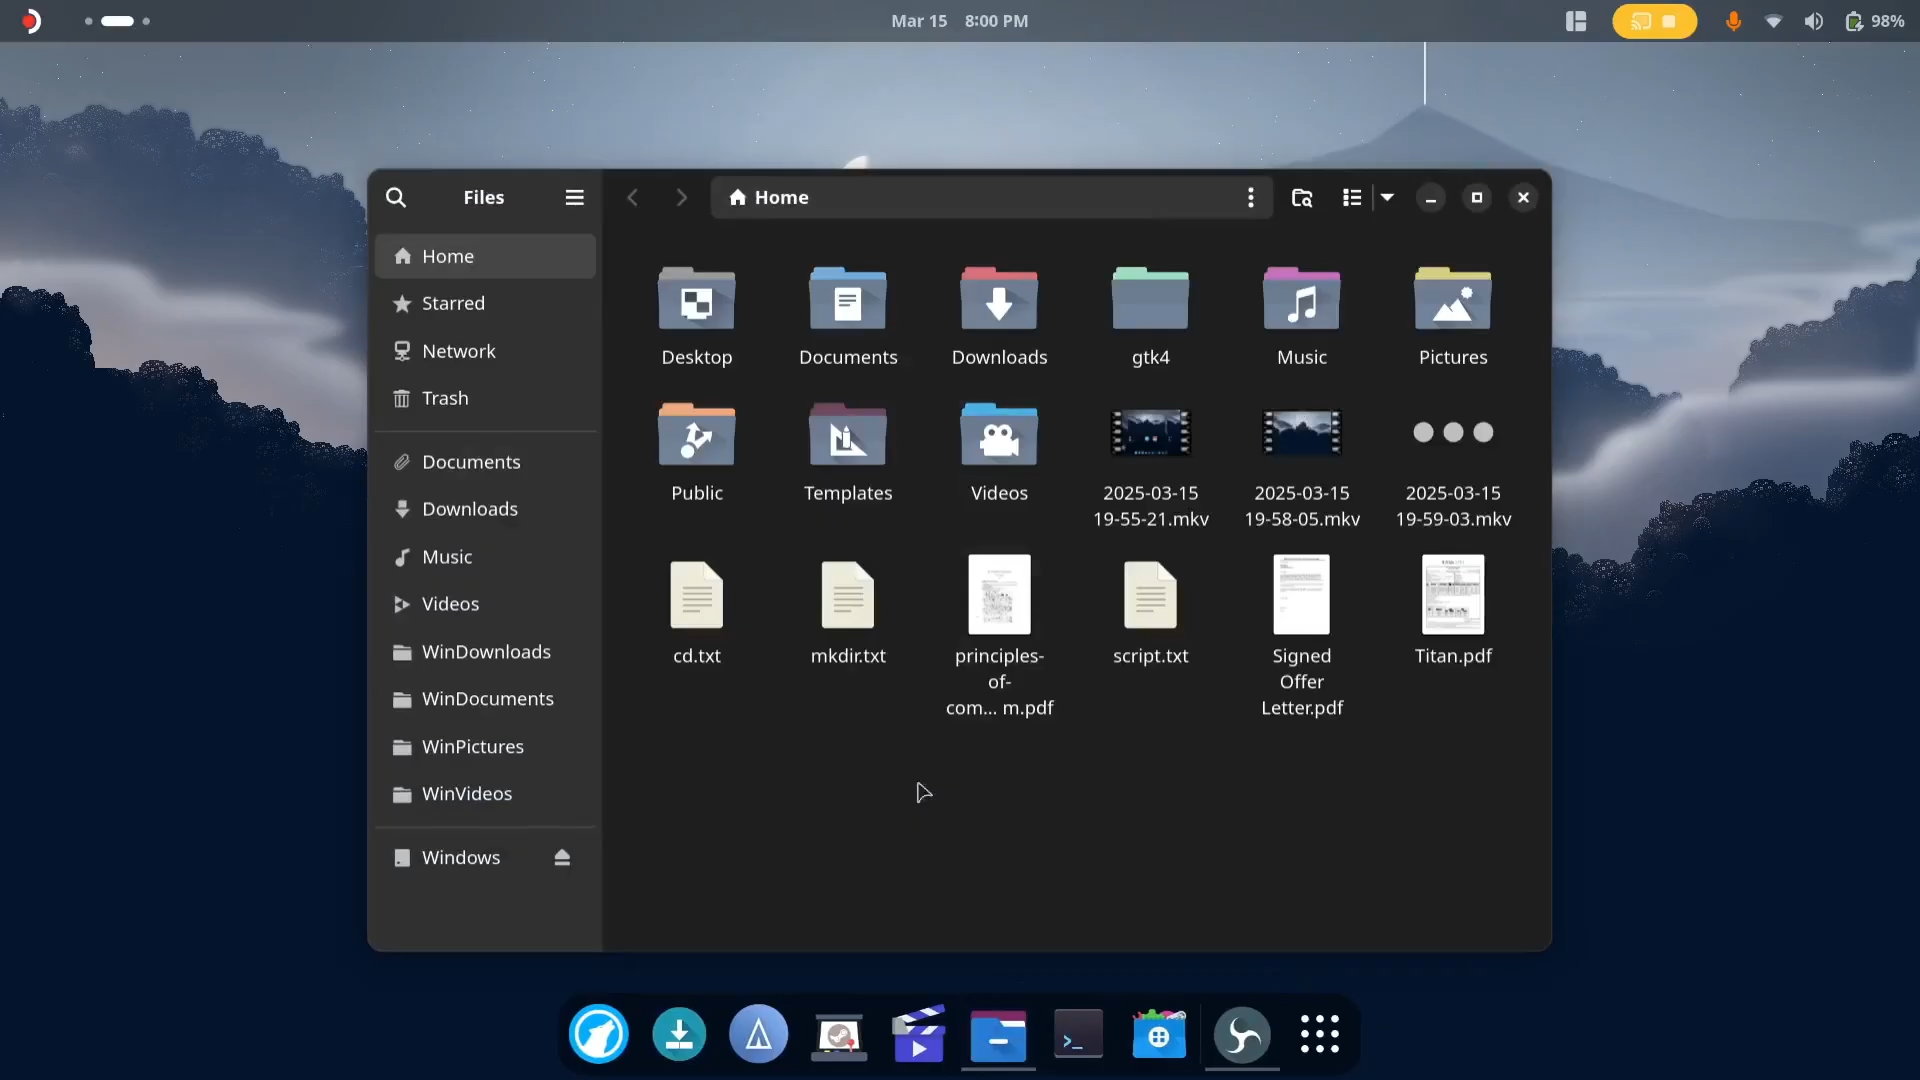 Mar 15 8:00 PM
98%
Files
Home
Home
Starred
Network
Trash
Documents
Downloads
Music
Videos
WinDownloads
WinDocuments
WinPictures
WinVideos
Windows
Desktop
Documents
Downloads
gtk4
Music
Pictures
Public
Templates
Videos
2025-03-15
19-55-21.mkv
2025-03-15
19-58-05.mkv
2025-03-15
19-59-03.mkv
cd.txt
mkdir.txt
principles-
of-
com... m.pdf
script.txt
Signed
Offer
Letter.pdf
Titan.pdf
>_